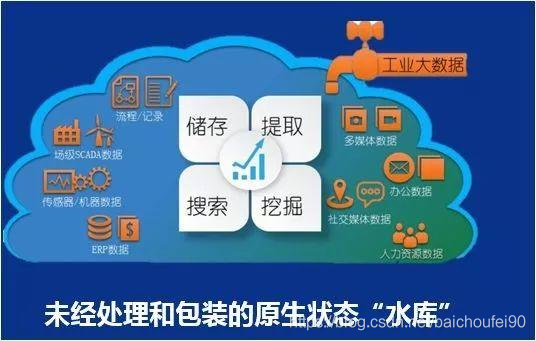 工业大数据
流程/记录
储存
提取
多媒体数据
场级SCADA数据
办公数据
传感器/机器数据
搜索
挖掘
社交媒体数据
ERP数据
人力资源数据
未经处理和包装的原生状态“水库”
https://blog.csdn.net/baichoufei90